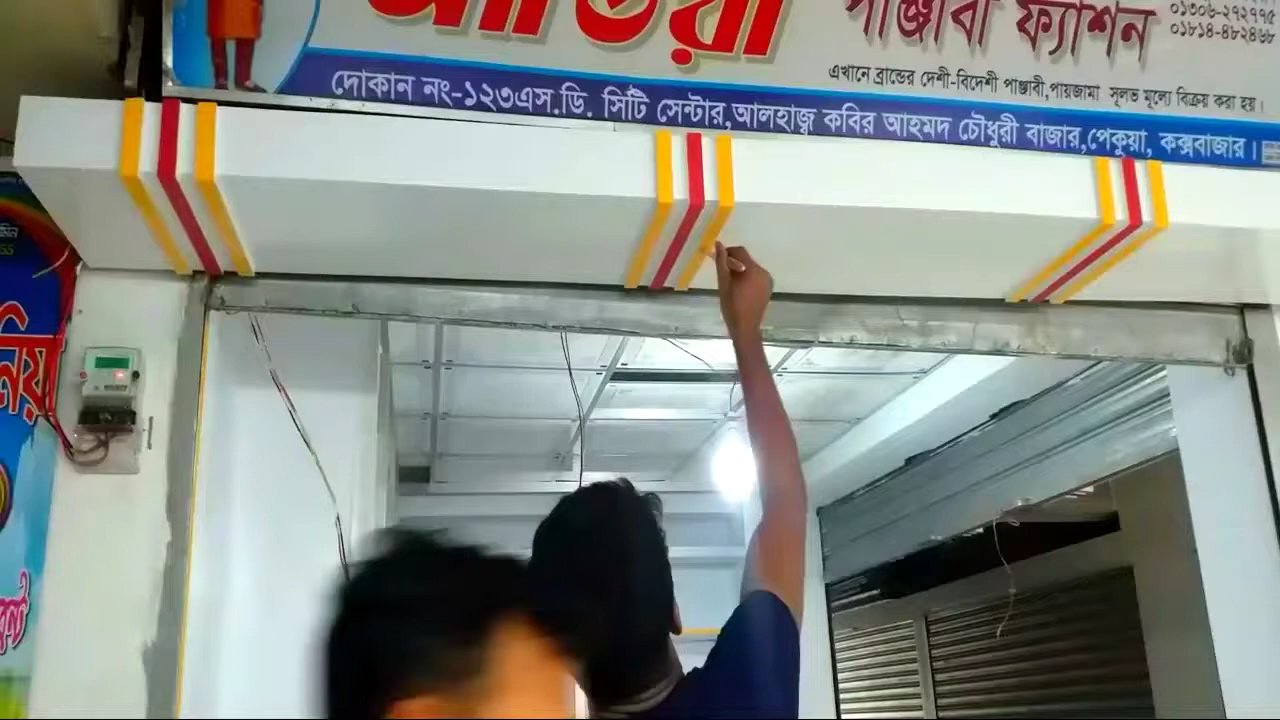 পাঞ্জাবী ফ্যাশন
০১৩০৬-২৭২৭৭৫
০১৮১৪-৪৮২৪৬৮
এখানে ব্রান্ডের দেশী-বিদেশী পাঞ্জাবী,পায়জামা সূলভ মূল্যে বিক্রয় করা হয়।
দোকান নং-১২৩এস.ডি. সিটি সেন্টার,আলহাজ্ব কবির আহমদ চৌধুরী বাজার,পেকুয়া, কক্সবাজার।